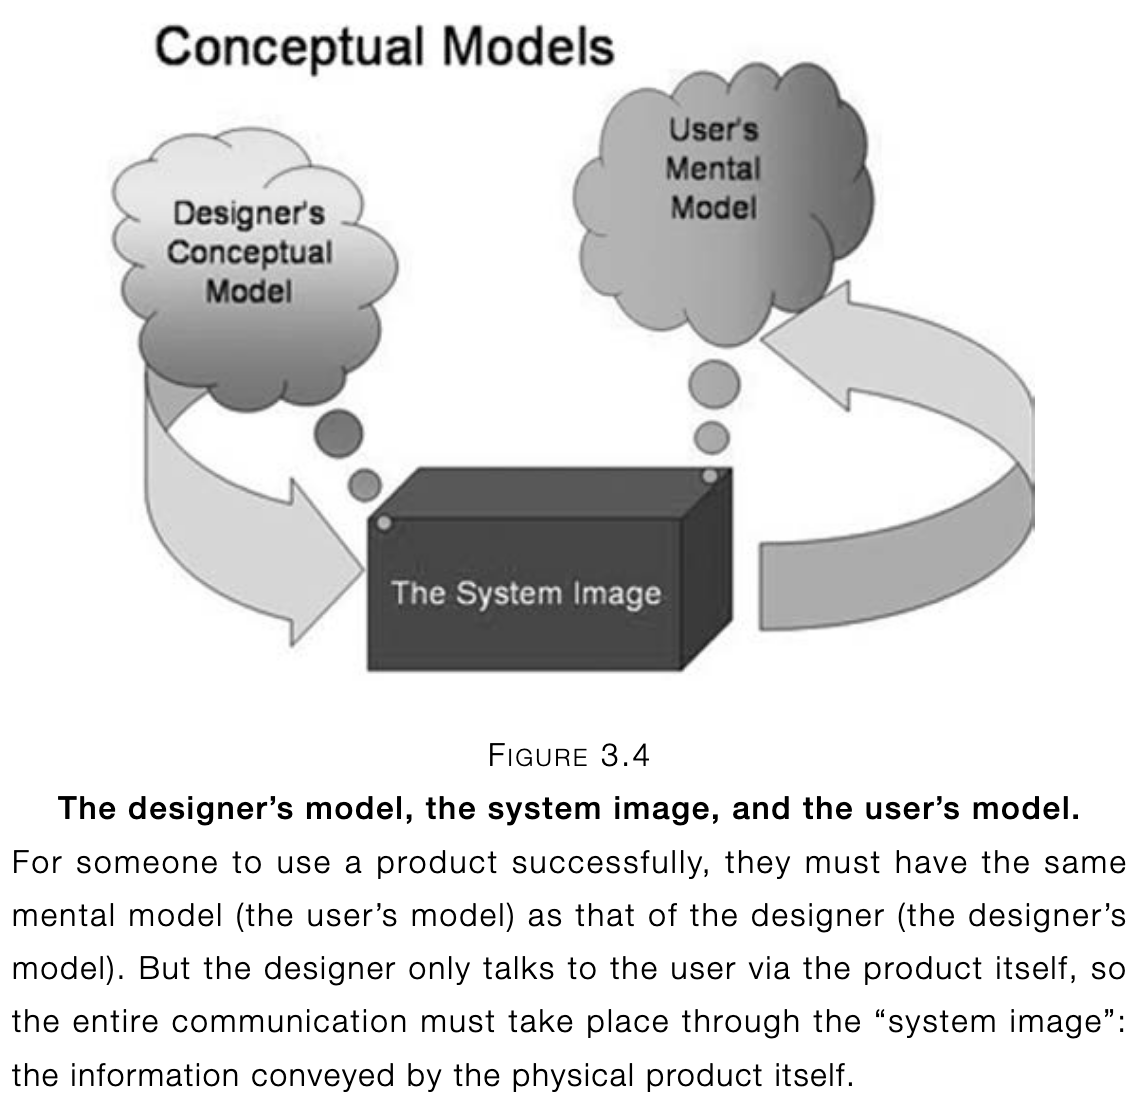 Conceptual Models
Designer's
Conceptual
Model
User's
Mental
Model
The System Image
FIGURE 3.4
The designer’s model, the system image, and the user’s model.
For someone to use a product successfully, they must have the same
mental model (the user’s model) as that of the designer (the designer’s
model). But the designer only talks to the user via the product itself, so
the entire communication must take place through the “system image”:
the information conveyed by the physical product itself.